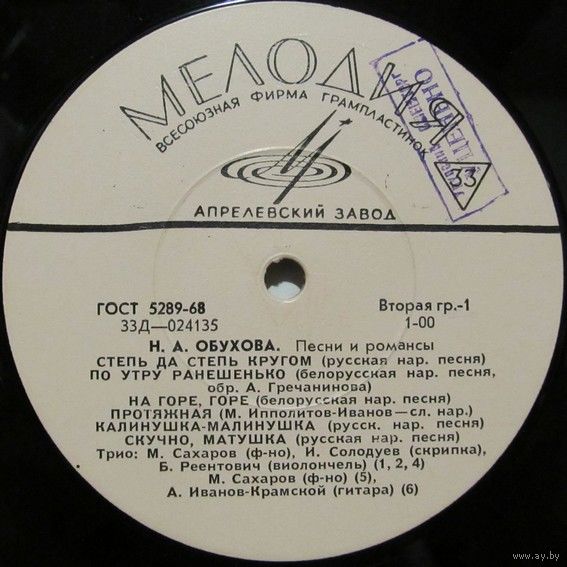 МЕЛОДИЯ
ВСЕСОЮЗНАЯ ФИРМА ГРАМПЛАСТИНОК
33
АПРЕЛЕВСКИЙ ЗАВОД
ГОСТ 5289-68
Вторая гр.-1
33Д—024135
1-00
Н. А. ОБУХОВА. Песни и романсы
СТЕПЬ ДА СТЕПЬ КРУГОМ (русская нар. песня)
ПО УТРУ РАНЕШЕНЬКО (белорусская нар. песня,
обр. А. Гречанинова)
НА ГОРЕ, ГОРЕ (белорусская нар. песня)
ПРОТЯЖНАЯ (М. Ипполитов-Иванов—сл. нар.)
КАЛИНУШКА-МАЛИНУШКА (русск. нар. песня)
СКУЧНО, МАТУШКА (русская нар. песня)
Трио: М. Сахаров (ф-но), И. Солодуев (скрипка),
Б. Реентович (виолончель) (1, 2, 4)
М. Сахаров (ф-но) (5),
А. Иванов-Крамской (гитара) (6)
www.ay.by